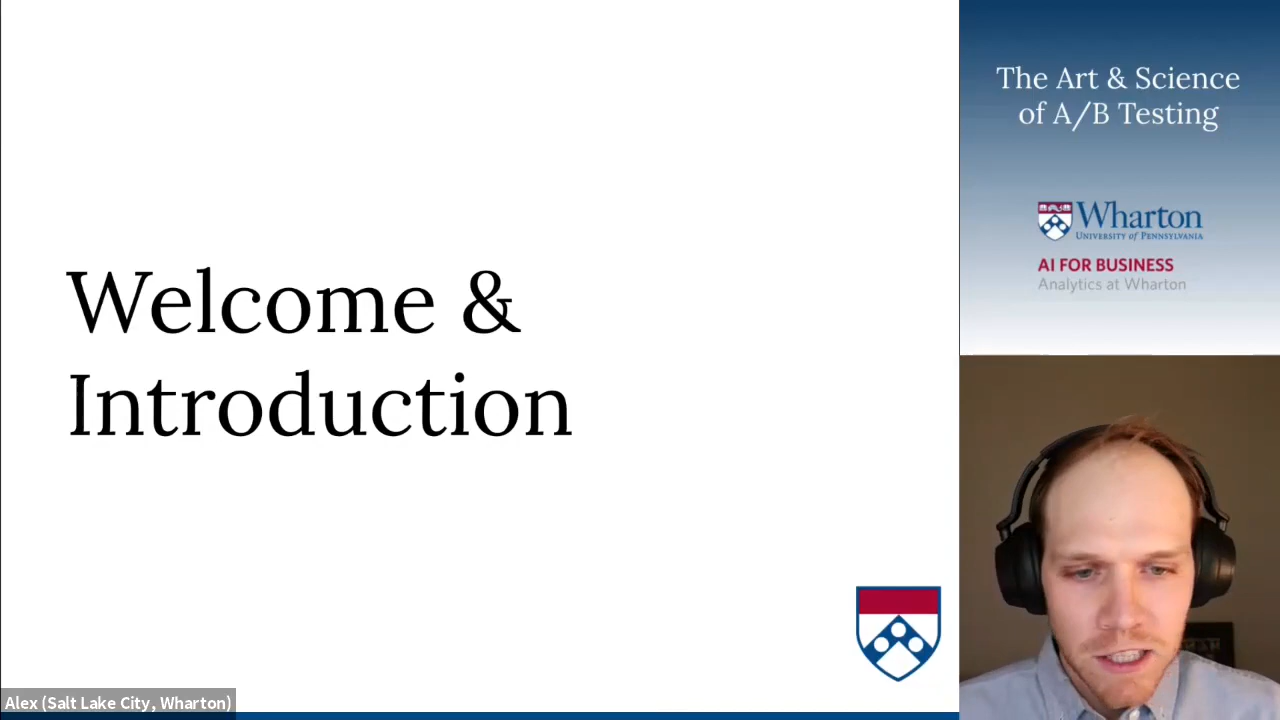 Welcome &
Introduction
Alex (Salt Lake City, Wharton)
The Art & Science
of A/B Testing
Wharton
UNIVERSITY of PENNSYLVANIA
AI FOR BUSINESS
Analytics at Wharton